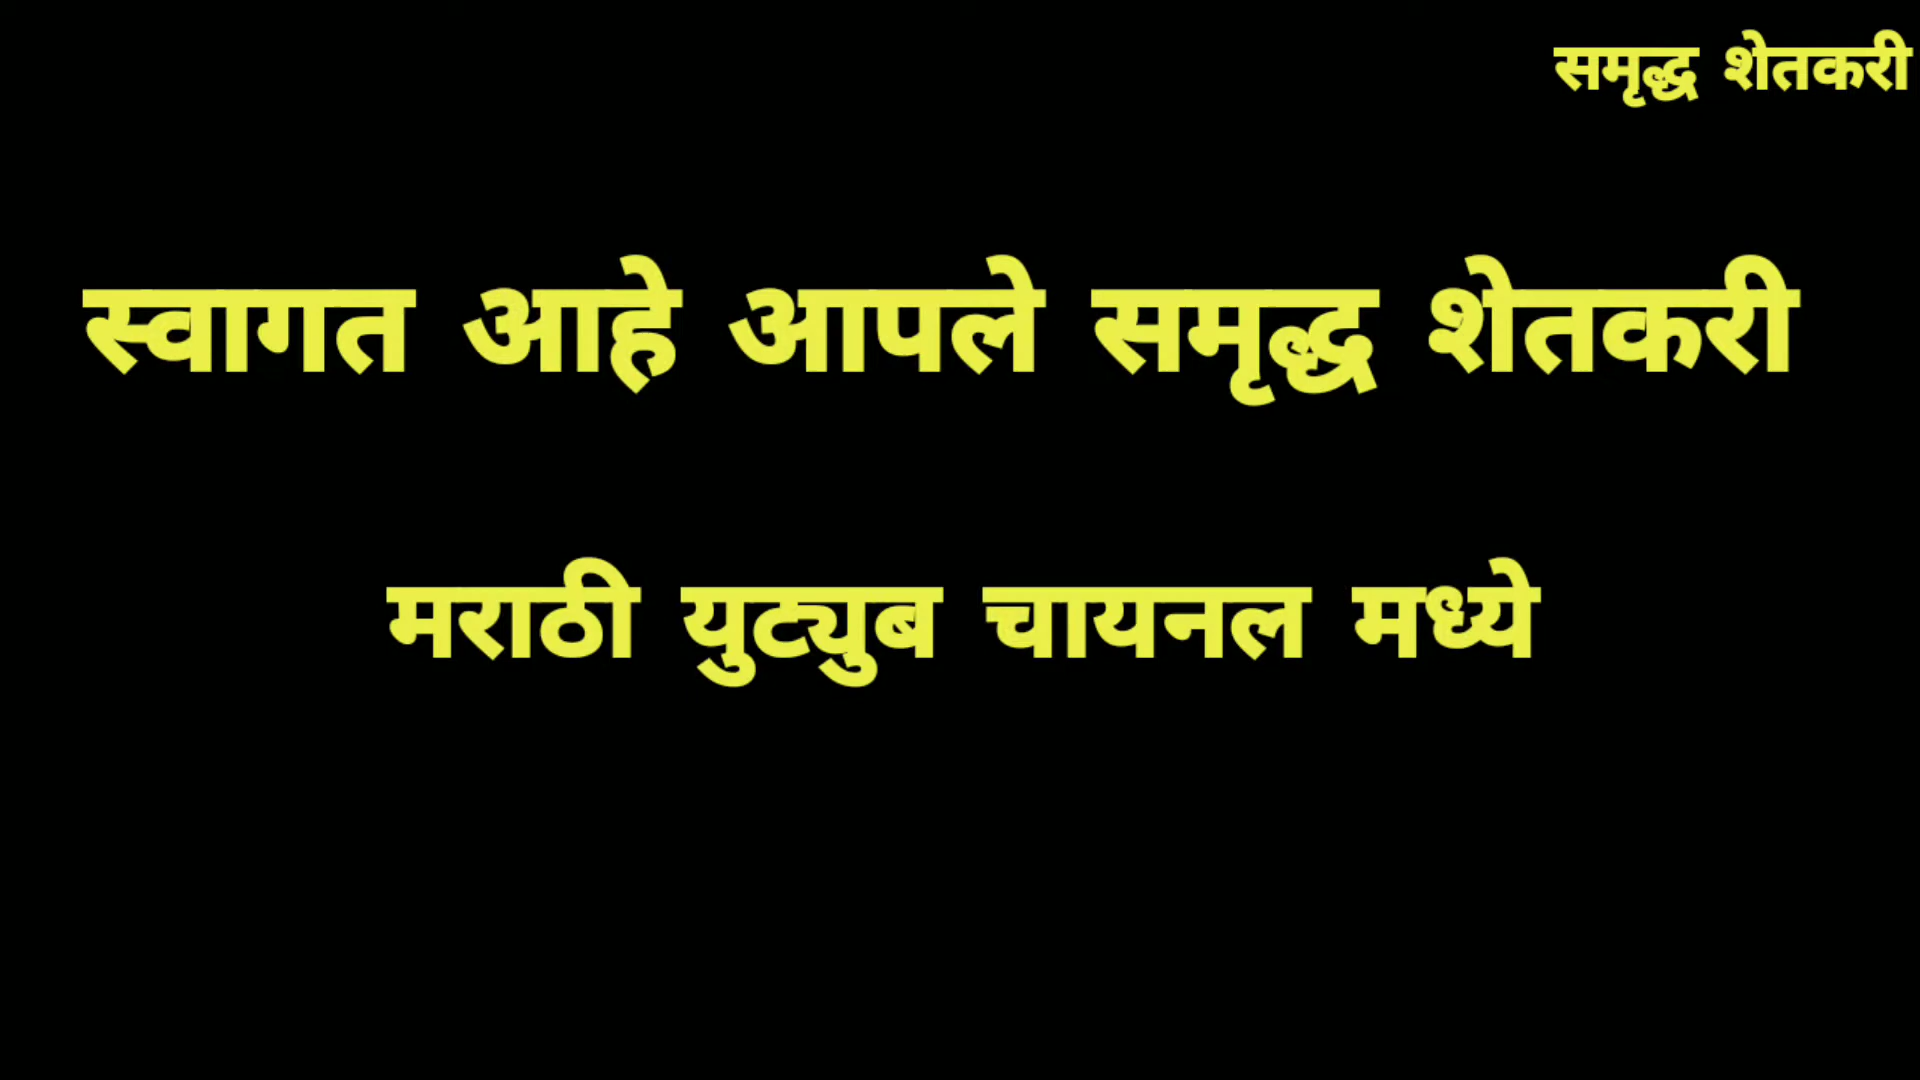 समृद्ध शेतकरी
स्वागत आहे आपले समृद्ध शेतकरी
मराठी युट्युब चायनल मध्ये